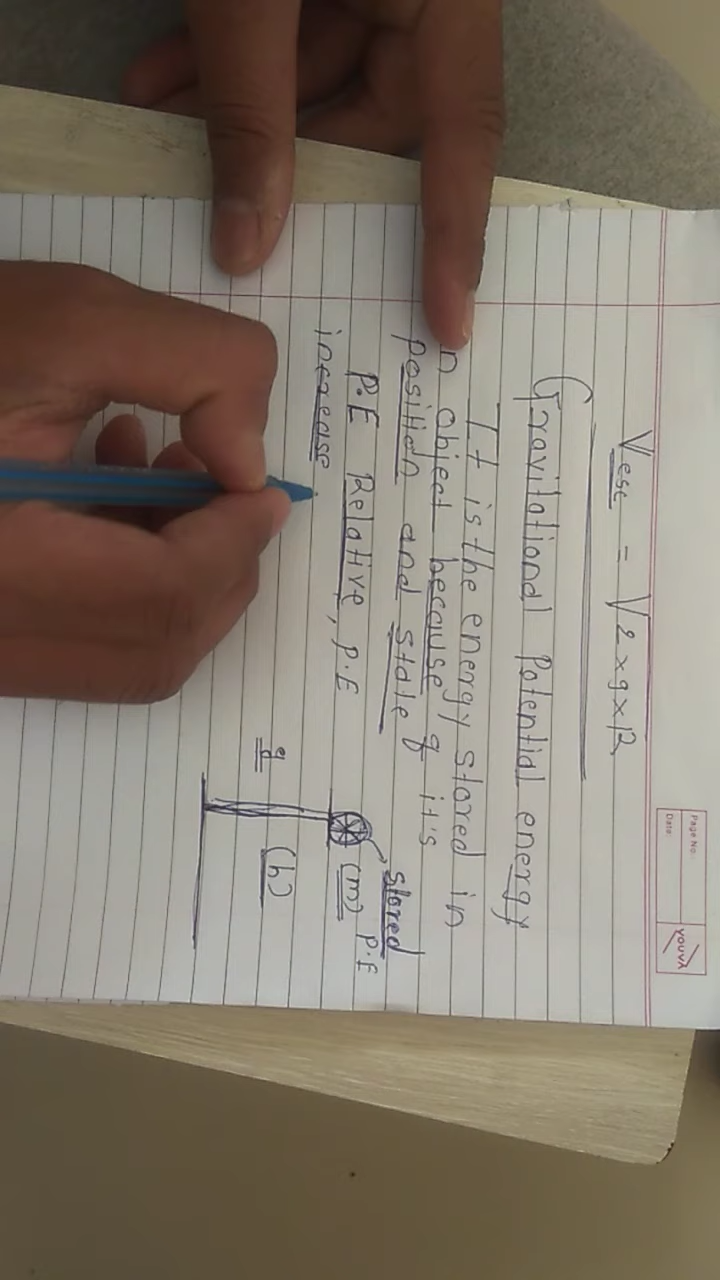 Page No.
Date:
YOUVA
Vesc = √2xgxR
Gravitational Potential energy
It is the energy stored in
n object because of it's
position and state
P.E Relative, P.E
increase
stored P.E
(m)
g (h)